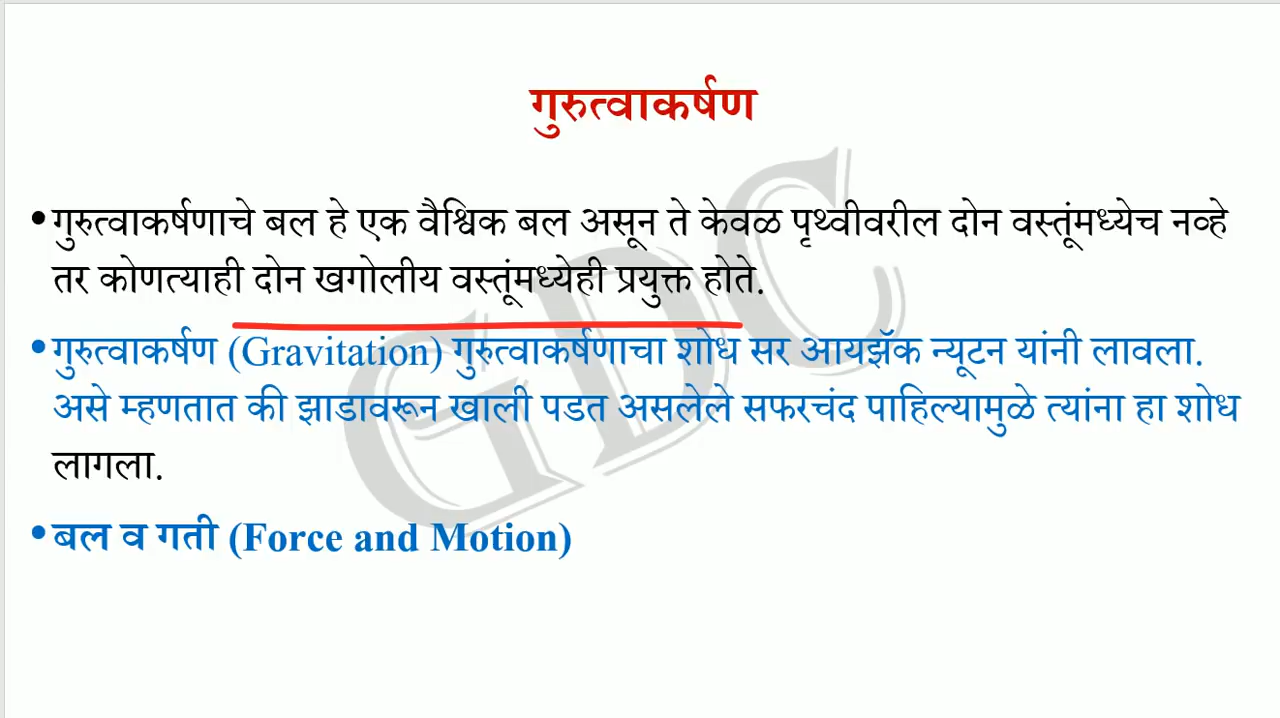 गुरुत्वाकर्षण
•गुरुत्वाकर्षणाचे बल हे एक वैश्विक बल असून ते केवळ पृथ्वीवरील दोन वस्तूंमध्येच नव्हे
तर कोणत्याही दोन खगोलीय वस्तूंमध्येही प्रयुक्त होते.
•गुरुत्वाकर्षण (Gravitation) गुरुत्वाकर्षणाचा शोध सर आयझॅक न्यूटन यांनी लावला.
असे म्हणतात की झाडावरून खाली पडत असलेले सफरचंद पाहिल्यामुळे त्यांना हा शोध
लागला.
•बल व गती (Force and Motion)
GDC